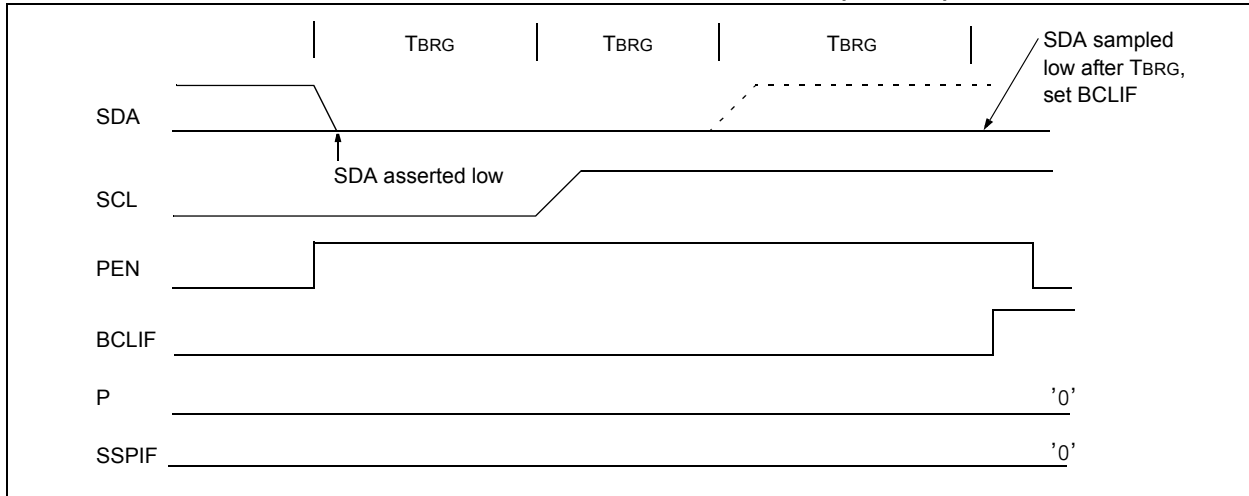 TBRG TBRG TBRG
SDA sampled
low after TBRG,
set BCLIF
SDA
SDA asserted low
SCL
PEN
BCLIF
P '0'
SSPIF '0'